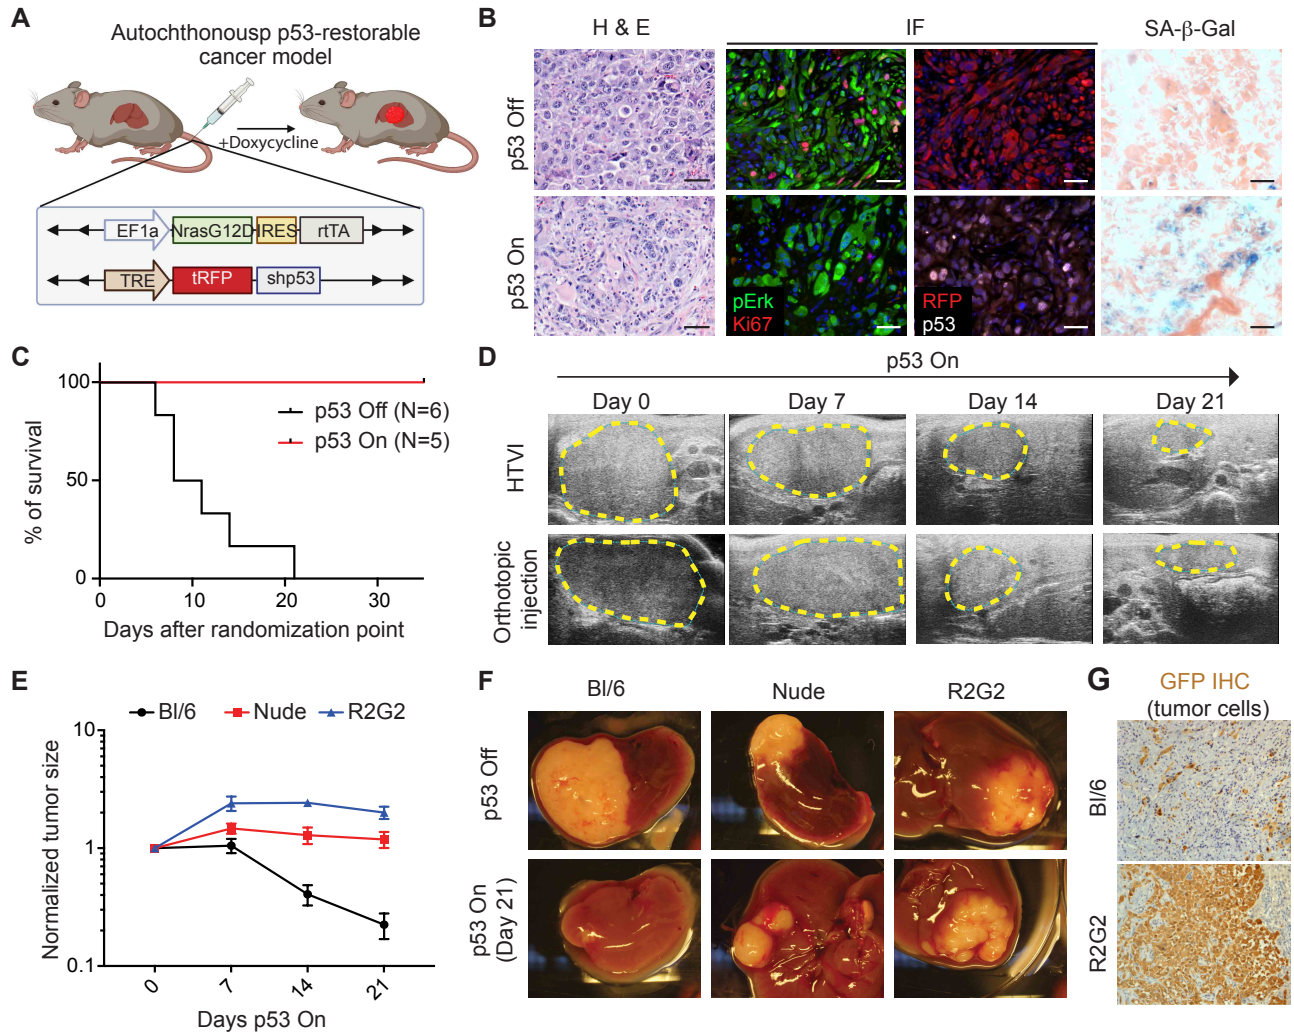 A
Autochthonousp p53-restorable
cancer model
+Doxycycline
EF1a NrasG12D IRES rtTA
TRE tRFP shp53
B
H & E IF SA-β-Gal
p53 Off
p53 On
pErk
Ki67
RFP
p53
C
100
50
0
% of survival
p53 Off (N=6)
p53 On (N=5)
0 10 20 30
Days after randomization point
D
p53 On
Day 0 Day 7 Day 14 Day 21
HTVI
Orthotopic
injection
E
Bl/6 Nude R2G2
10
1
0.1
Normalized tumor size
0 7 14 21
Days p53 On
F
Bl/6 Nude R2G2
p53 Off
p53 On
(Day 21)
G
GFP IHC
(tumor cells)
Bl/6
R2G2